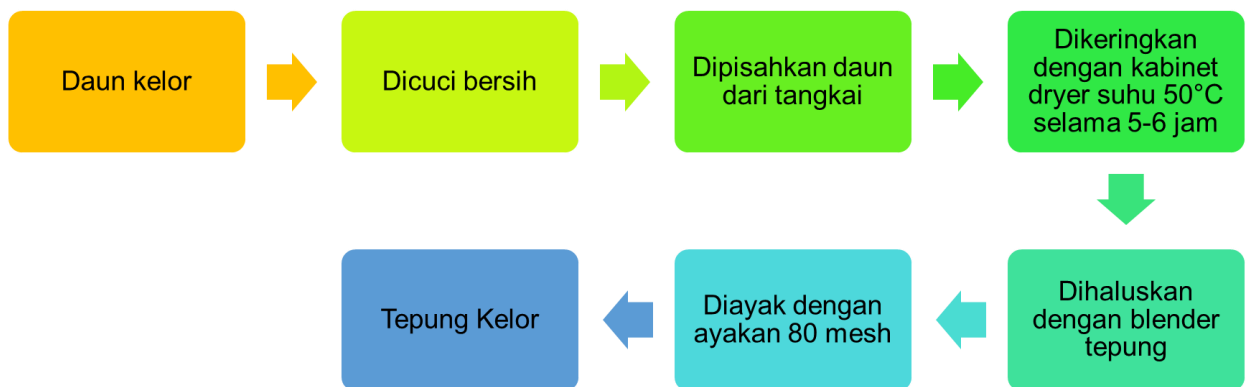 Daun kelor
Dicuci bersih
Dipisahkan daun
dari tangkai
Dikeringkan
dengan kabinet
dryer suhu 50°C
selama 5-6 jam
Dihaluskan
dengan blender
tepung
Diayak dengan
ayakan 80 mesh
Tepung Kelor